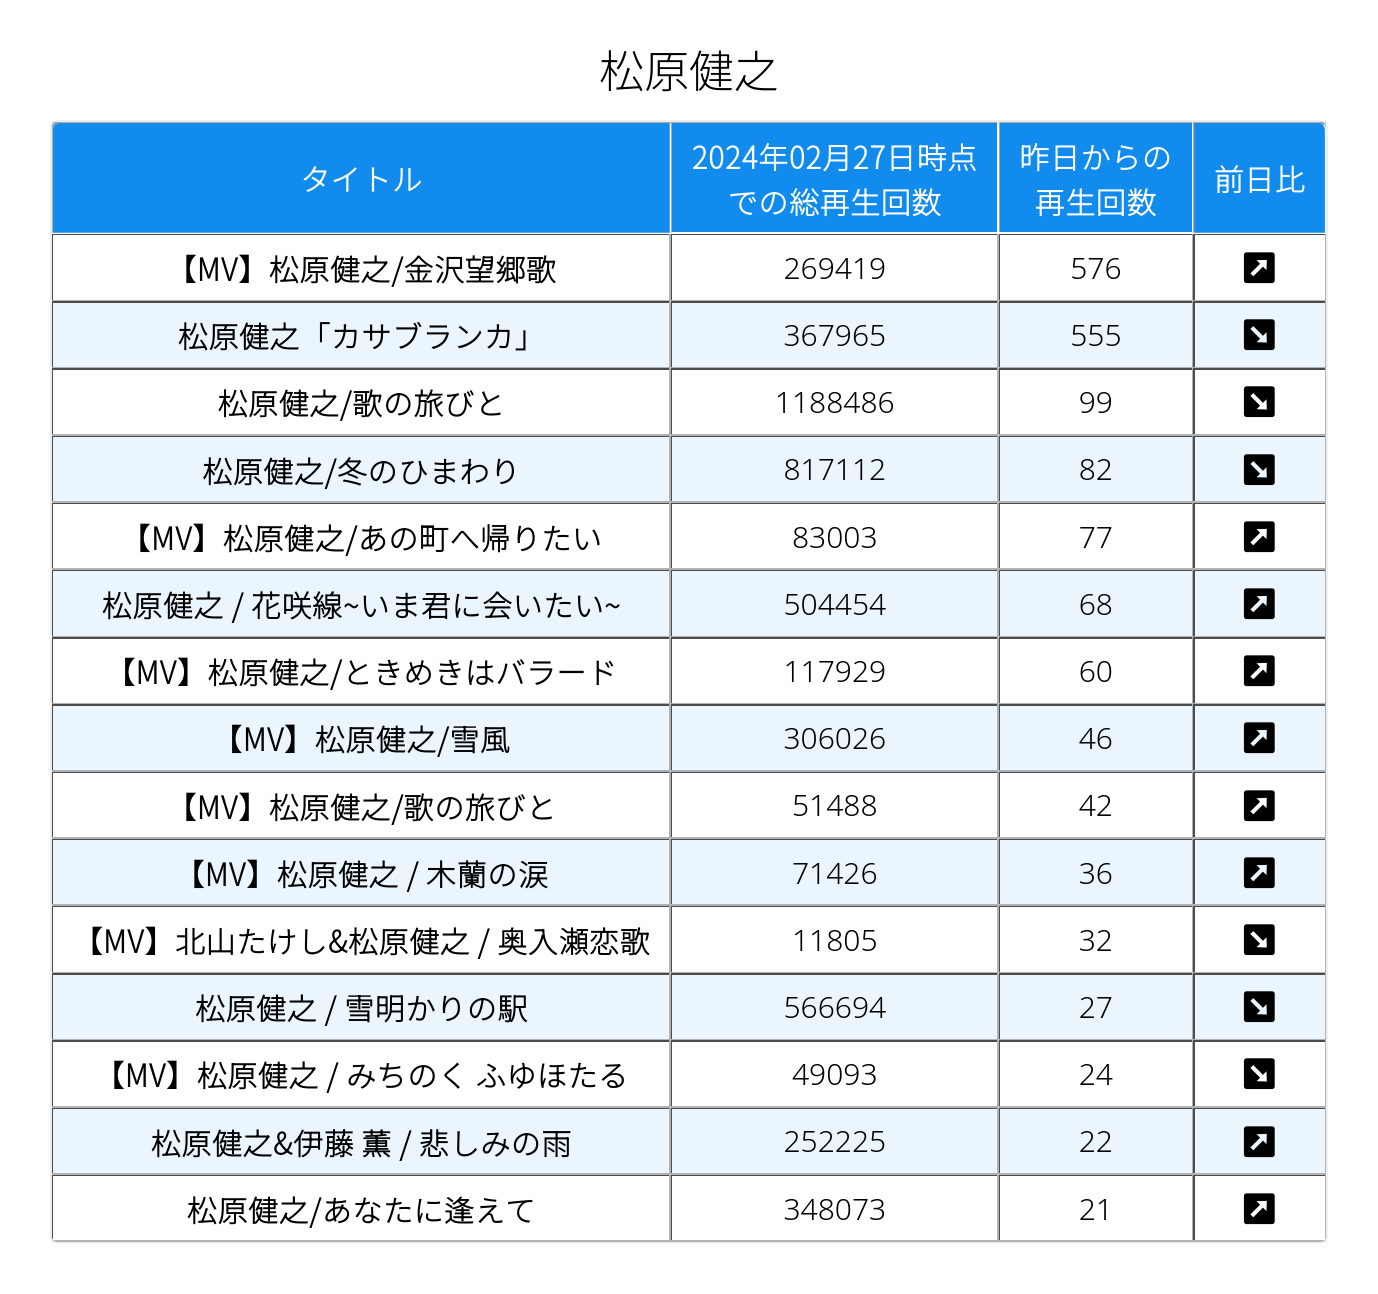 松原健之
タイトル
2024年02月27日時点
での総再生回数
昨日からの
再生回数
前日比
【MV】松原健之/金沢望郷歌 269419 576 ↗
松原健之「カサブランカ」 367965 555 ↘
松原健之/歌の旅びと 1188486 99 ↘
松原健之/冬のひまわり 817112 82 ↘
【MV】松原健之/あの町へ帰りたい 83003 77 ↗
松原健之 / 花咲線~いま君に会いたい~ 504454 68 ↗
【MV】松原健之/ときめきはバラード 117929 60 ↗
【MV】松原健之/雪風 306026 46 ↗
【MV】松原健之/歌の旅びと 51488 42 ↗
【MV】松原健之 / 木蘭の涙 71426 36 ↗
【MV】北山たけし&松原健之 / 奥入瀬恋歌 11805 32 ↘
松原健之 / 雪明かりの駅 566694 27 ↘
【MV】松原健之 / みちのく ふゆほたる 49093 24 ↘
松原健之&伊藤 薫 / 悲しみの雨 252225 22 ↗
松原健之/あなたに逢えて 348073 21 ↗